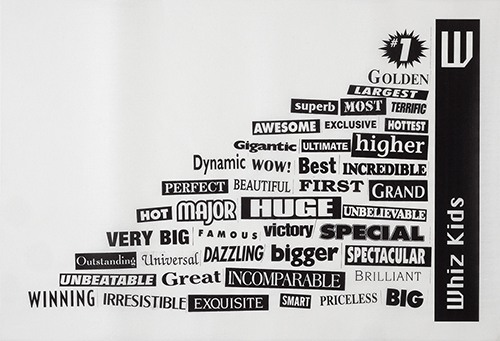 #1
GOLDEN
LARGEST
superb MOST TERRIFIC
AWESOME EXCLUSIVE HOTTEST
Gigantic ULTIMATE higher
Dynamic WOW! Best INCREDIBLE
PERFECT BEAUTIFUL FIRST GRAND
HOT MAJOR HUGE UNBELIEVABLE
VERY BIG FAMOUS victory SPECIAL
Outstanding Universal DAZZLING bigger SPECTACULAR
UNBEATABLE Great INCOMPARABLE BRILLIANT
WINNING IRRESISTIBLE EXQUISITE SMART PRICELESS BIG
W
Whiz Kids